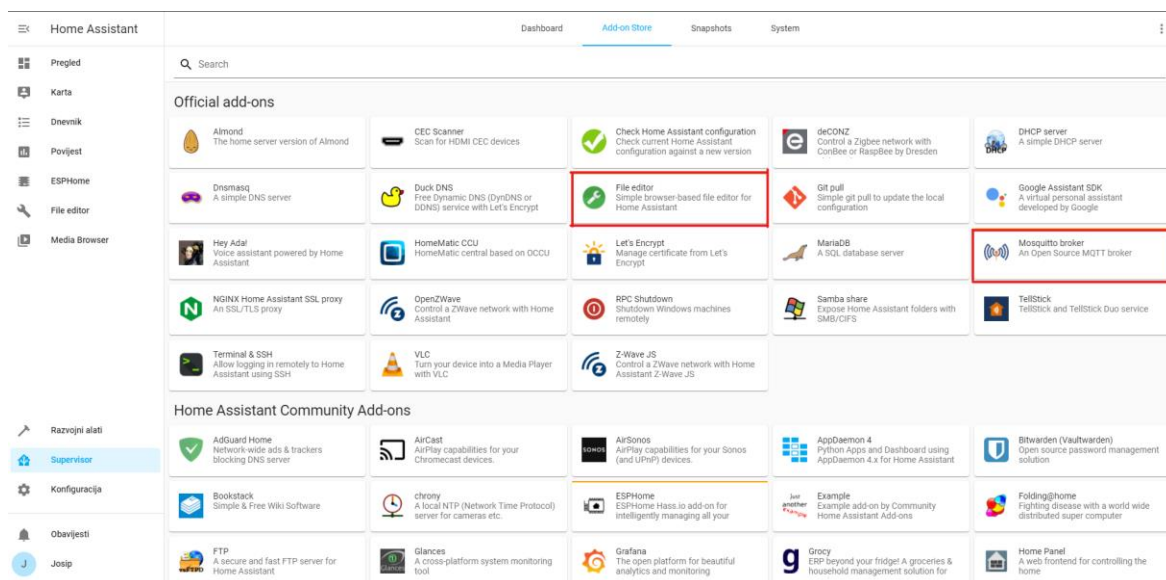 Home Assistant
Dashboard
Add-on Store
Snapshots
System
Pregled
Karta
Dnevnik
Povijest
ESPHome
File editor
Media Browser
Razvojni alati
Supervisor
Konfiguracija
Obavijesti
J
Josip
Search
Official add-ons
Almond
The home server version of Almond
CEC Scanner
Scan for HDMI CEC devices
Check Home Assistant configuration
Check current Home Assistant
configuration against a new version
deCONZ
Control a Zigbee network with
ConBee or RaspBee by Dresden
DHCP
DHCP server
A simple DHCP server
Dnsmasq
A simple DNS server
Duck DNS
Free Dynamic DNS (DynDNS or
DDNS) service with Let's Encrypt
File editor
Simple browser-based file editor for
Home Assistant
Git pull
Simple git pull to update the local
configuration
Google Assistant SDK
A virtual personal assistant
developed by Google
Hey Ada!
Voice assistant powered by Home
Assistant
HomeMatic CCU
HomeMatic central based on OCCU
Let's Encrypt
Manage certificate from Let's
Encrypt
MariaDB
A SQL database server
Mosquitto broker
An Open Source MQTT broker
N
NGINX Home Assistant SSL proxy
An SSL/TLS proxy
OpenZWave
Control a ZWave network with Home
Assistant
RPC Shutdown
Shutdown Windows machines
remotely
Samba share
Expose Home Assistant folders with
SMB/CIFS
TellStick
TellStick and TellStick Duo service
Terminal & SSH
Allow logging in remotely to Home
Assistant using SSH
VLC
Turn your device into a Media Player
with VLC
Z-Wave JS
Control a ZWave network with Home
Assistant Z-Wave JS
Home Assistant Community Add-ons
AdGuard Home
Network-wide ads & trackers
blocking DNS server
AirCast
AirPlay capabilities for your
Chromecast devices.
SONOS
AirSonos
AirPlay capabilities for your Sonos
(and UPnP) devices.
AppDaemon 4
Python Apps and Dashboard using
AppDaemon 4.x for Home Assistant
Bitwarden (Vaultwarden)
Open source password management
solution
Bookstack
Simple & Free Wiki Software
chrony
A local NTP (Network Time Protocol)
server for cameras etc.
ESPHome
ESPHome Hass.io add-on for
intelligently managing all your
Just
another
Example
Example
Example add-on by Community
Home Assistant Add-ons
Folding@home
Fighting disease with a world wide
distributed super computer
FTP
A secure and fast FTP server for
Home Assistant
Glances
Glances
A cross-platform system monitoring
tool
Grafana
The open platform for beautiful
analytics and monitoring
g
Grocy
ERP beyond your fridge! A groceries &
household management solution for
Home Panel
A web frontend for controlling the
home